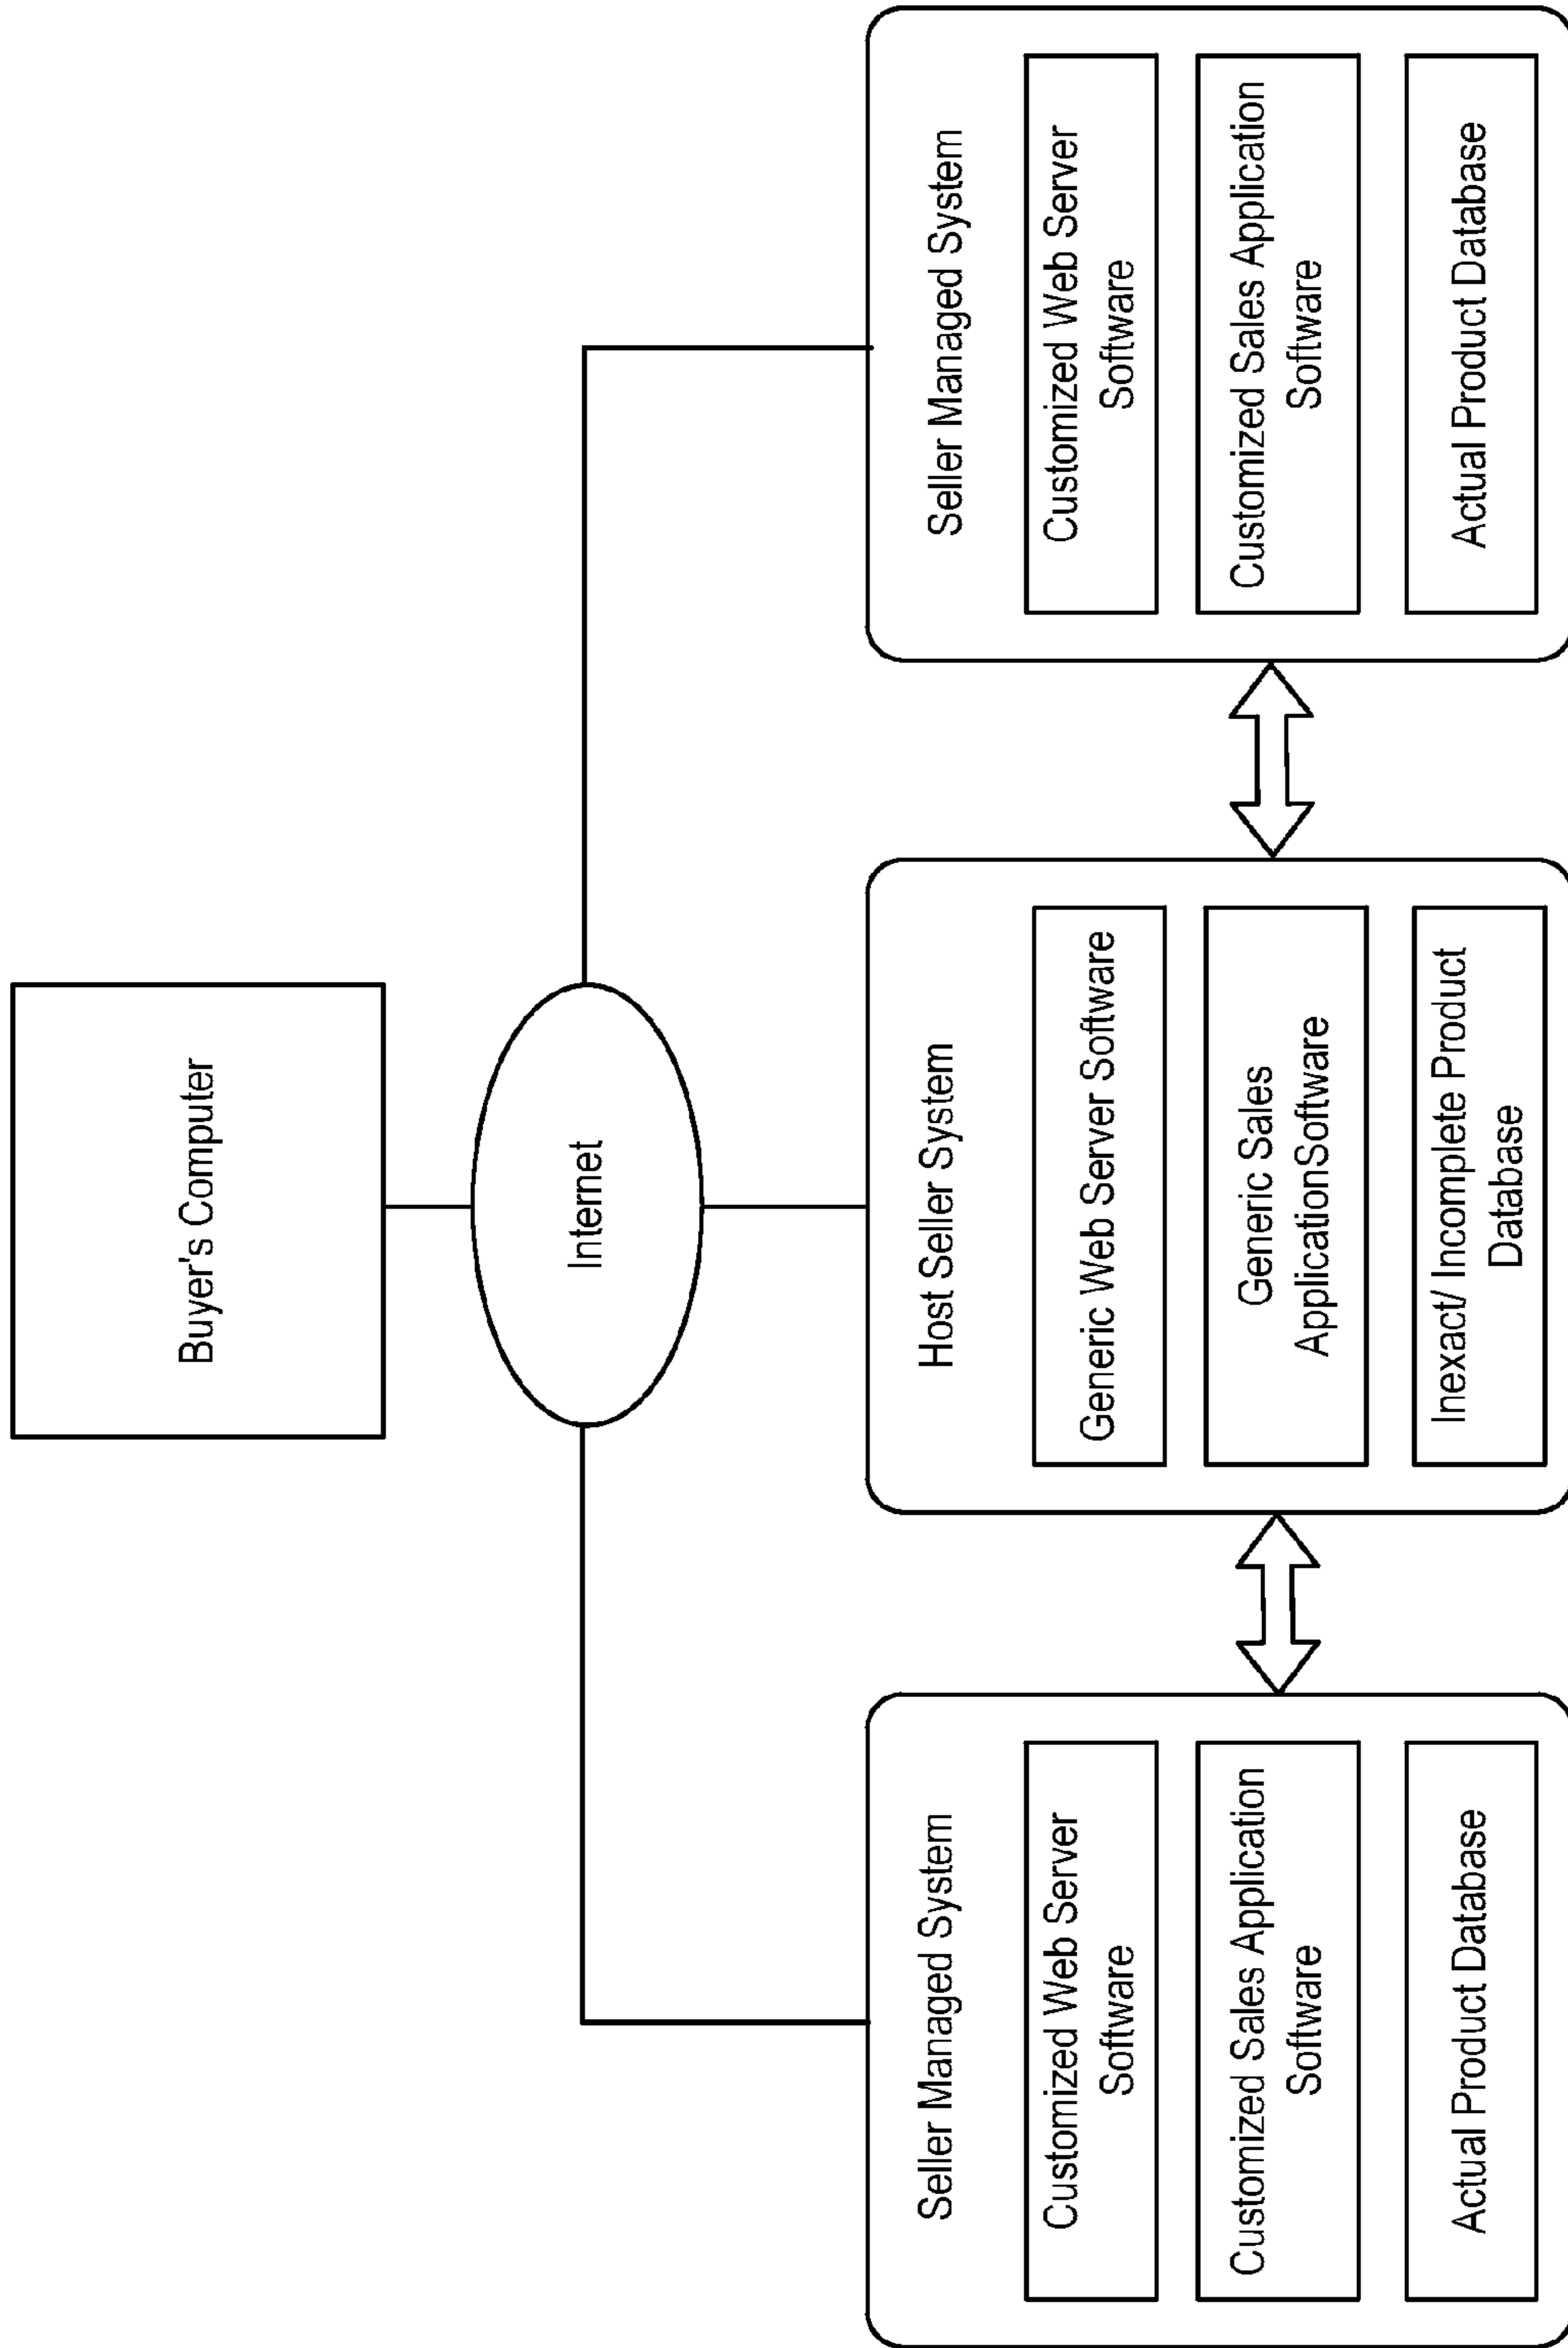 Buyer's Computer
Internet
Seller Managed System
Customized Web Server
Software
Customized Sales Application
Software
Actual Product Database
Host Seller System
Generic Web Server Software
Generic Sales
ApplicationSoftware
Inexact/ Incomplete Product
Database
Seller Managed System
Customized Web Server
Software
Customized Sales Application
Software
Actual Product Database